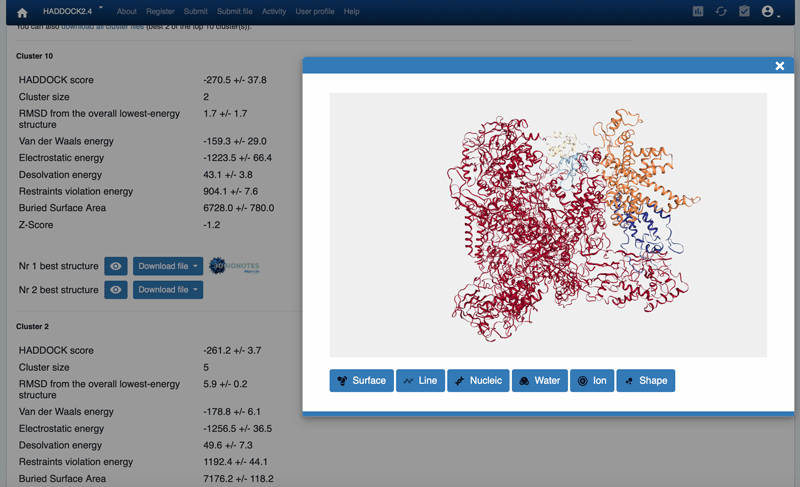 HADDOCK2.4 About Register Submit Submit file Activity User profile Help
You can also download all cluster files (best 2 of the top 10 cluster(s)).
Cluster 10
HADDOCK score -270.5 +/- 37.8
Cluster size 2
RMSD from the overall lowest-energy 1.7 +/- 1.7
structure
Van der Waals energy -159.3 +/- 29.0
Electrostatic energy -1223.5 +/- 66.4
Desolvation energy 43.1 +/- 3.8
Restraints violation energy 904.1 +/- 7.6
Buried Surface Area 6728.0 +/- 780.0
Z-Score -1.2
Nr 1 best structure Download file 3DBIONOTES
Nr 2 best structure Download file
Cluster 2
HADDOCK score -261.2 +/- 3.7
Cluster size 5
RMSD from the overall lowest-energy 5.9 +/- 0.2
structure
Van der Waals energy -178.8 +/- 6.1
Electrostatic energy -1256.5 +/- 36.5
Desolvation energy 49.6 +/- 7.3
Restraints violation energy 1192.4 +/- 44.1
Buried Surface Area 7176.2 +/- 118.2
Surface Line Nucleic Water Ion Shape